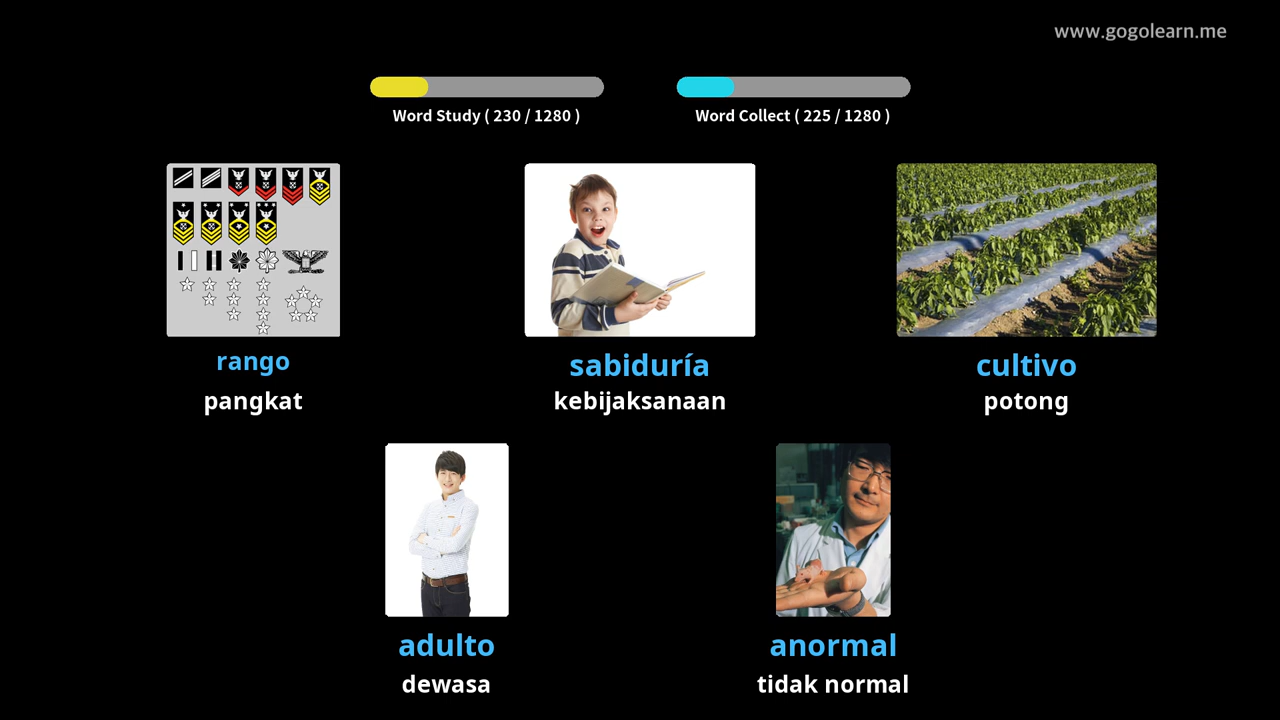 www.gogolearn.me
Word Study ( 230 / 1280 )
Word Collect ( 225 / 1280 )
rango
pangkat
sabiduría
kebijaksanaan
cultivo
potong
adulto
dewasa
anormal
tidak normal